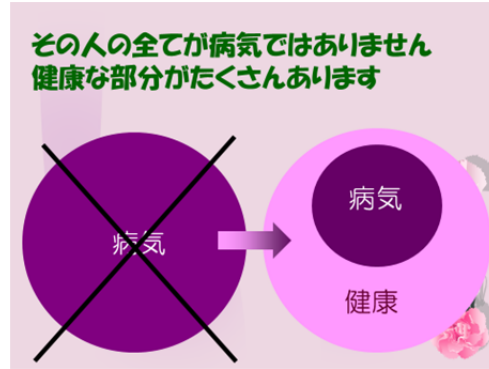 その人の全てが病気ではありません
健康な部分がたくさんあります
病気
病気
健康